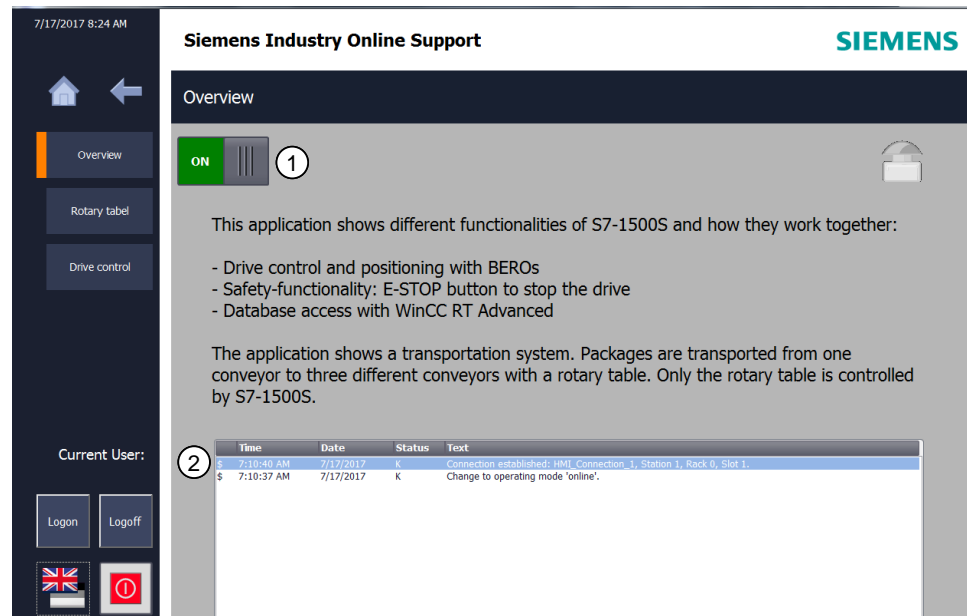 7/17/2017 8:24 AM
Siemens Industry Online Support
SIEMENS
Overview
Overview
Rotary tabel
Drive control
ON
1
This application shows different functionalities of S7-1500S and how they work together:
- Drive control and positioning with BEROs
- Safety-functionality: E-STOP button to stop the drive
- Database access with WinCC RT Advanced
The application shows a transportation system. Packages are transported from one
conveyor to three different conveyors with a rotary table. Only the rotary table is controlled
by S7-1500S.
2
Time Date Status Text
$ 7:10:40 AM 7/17/2017 K Connection established: HMI_Connection_1, Station 1, Rack 0, Slot 1.
$ 7:10:37 AM 7/17/2017 K Change to operating mode 'online'.
Current User:
Logon Logoff